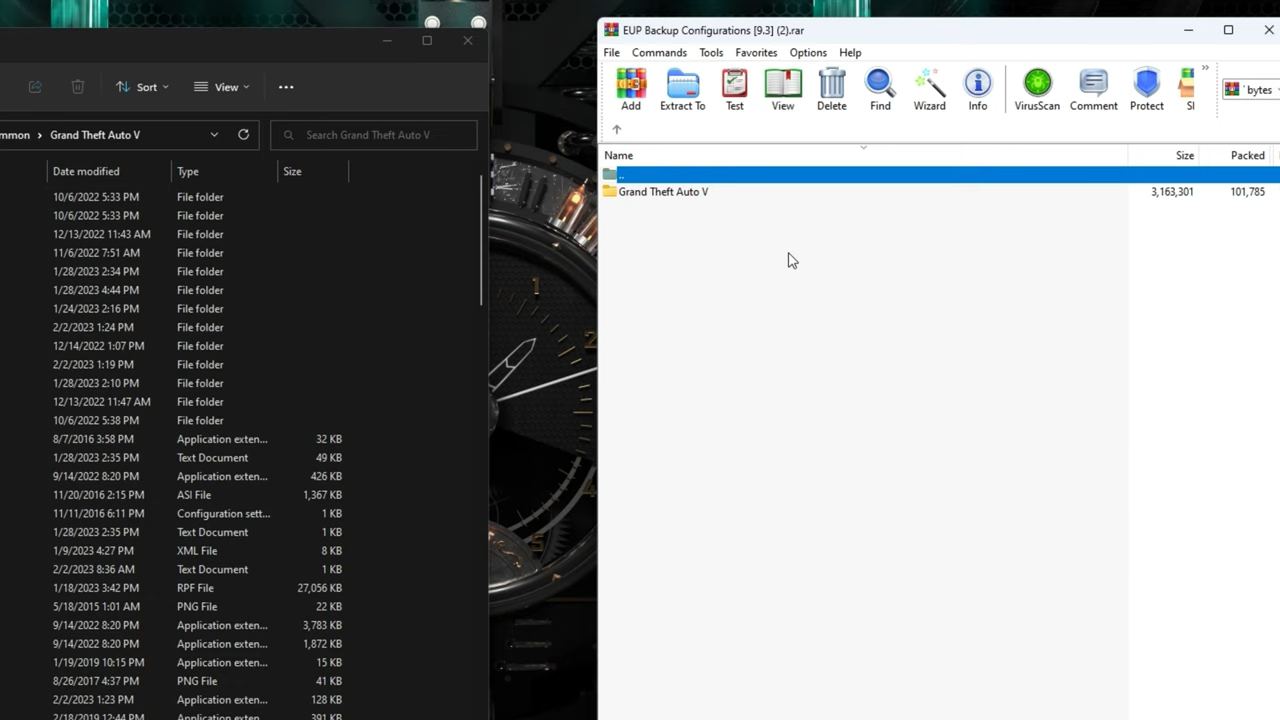 Sort
View
mmon > Grand Theft Auto V
Search Grand Theft Auto V
Date modified Type Size
10/6/2022 5:33 PM File folder
10/6/2022 5:33 PM File folder
12/13/2022 11:43 AM File folder
11/6/2022 7:51 AM File folder
1/28/2023 2:34 PM File folder
1/28/2023 4:44 PM File folder
1/24/2023 2:16 PM File folder
2/2/2023 1:24 PM File folder
12/14/2022 1:07 PM File folder
2/2/2023 1:19 PM File folder
1/28/2023 2:10 PM File folder
12/13/2022 11:47 AM File folder
10/6/2022 5:38 PM File folder
8/7/2016 3:58 PM Application exten... 32 KB
1/28/2023 2:35 PM Text Document 49 KB
9/14/2022 8:20 PM Application exten... 426 KB
11/20/2016 2:15 PM ASI File 1,367 KB
11/11/2016 6:11 PM Configuration sett... 1 KB
1/28/2023 2:35 PM Text Document 1 KB
1/9/2023 4:27 PM XML File 8 KB
2/2/2023 8:36 AM Text Document 1 KB
1/18/2023 3:42 PM RPF File 27,056 KB
5/18/2015 1:01 AM PNG File 22 KB
9/14/2022 8:20 PM Application exten... 3,783 KB
9/14/2022 8:20 PM Application exten... 1,872 KB
1/19/2019 10:15 PM Application exten... 15 KB
8/26/2017 4:37 PM PNG File 41 KB
2/2/2023 1:23 PM Application exten... 128 KB
2/18/2019 12:44 PM Application exten... 391 KB
1
5
EUP Backup Configurations [9.3] (2).rar
File Commands Tools Favorites Options Help
Add Extract To Test View Delete Find Wizard Info VirusScan Comment Protect SI
bytes
Name Size Packed
..
Grand Theft Auto V 3,163,301 101,785